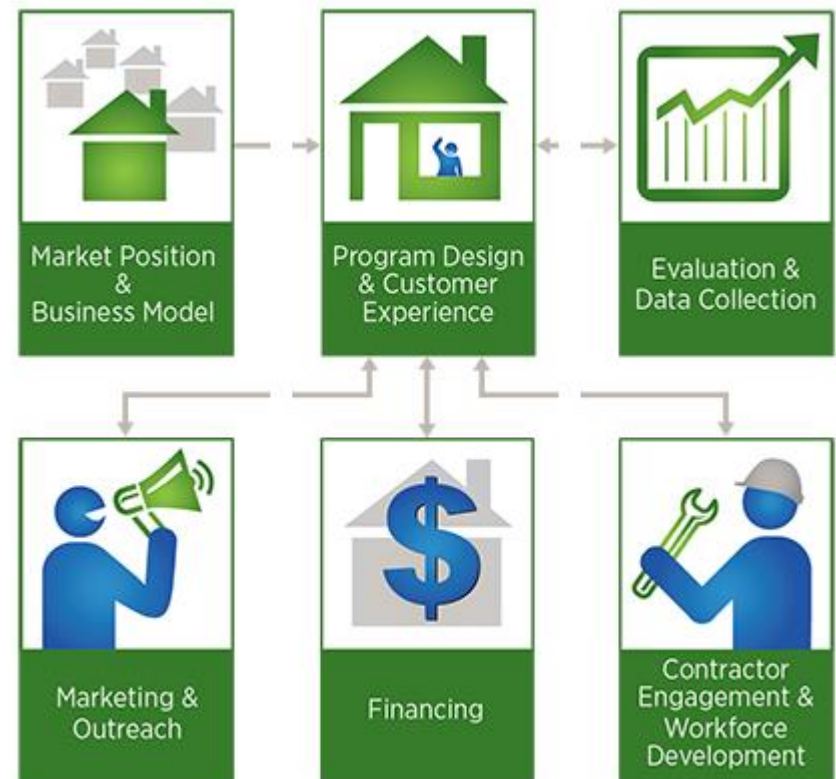 Market Position
&
Business Model
Program Design
& Customer
Experience
Evaluation &
Data Collection
Marketing &
Outreach
$
Financing
Contractor
Engagement &
Workforce
Development